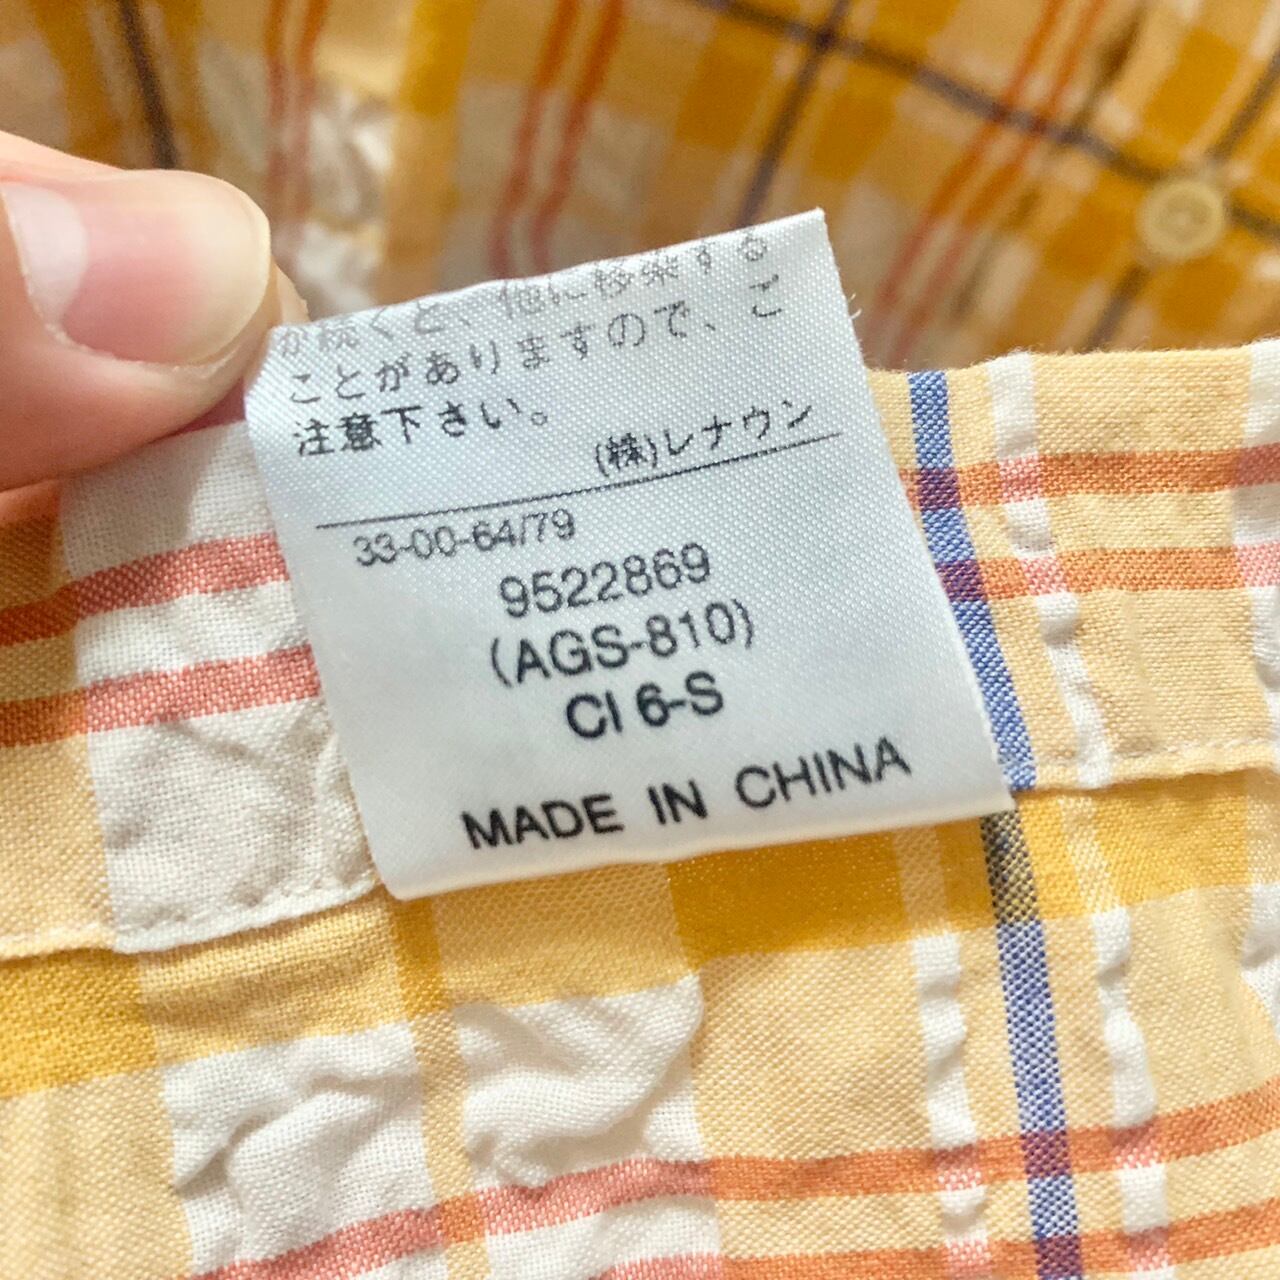 が続くと、他に移染する
ことがありますので、ご
注意下さい。
(株)レナウン
33-00-64/79
9522869
(AGS-810)
CI 6-S
MADE IN CHINA